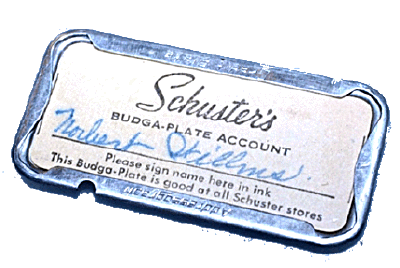 Schuster's
BUDGA-PLATE ACCOUNT
Norbert
Please sign name here in ink
This Budga-Plate is good at all Schuster stores